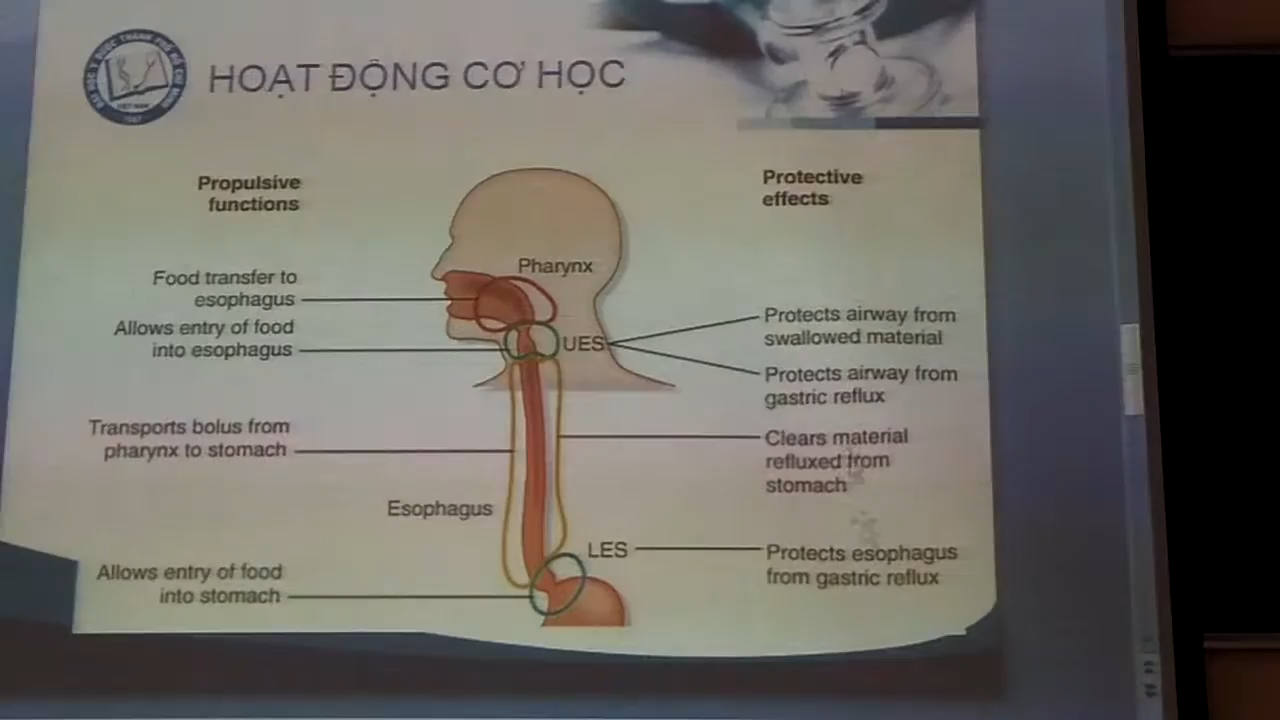 HOẠT ĐỘNG CƠ HỌC
Propulsive
functions
Protective
effects
Pharynx
Food transfer to
esophagus
Allows entry of food
into esophagus
UES
Protects airway from
swallowed material
Protects airway from
gastric reflux
Transports bolus from
pharynx to stomach
Clears material
refluxed from
stomach
Esophagus
LES
Protects esophagus
from gastric reflux
Allows entry of food
into stomach